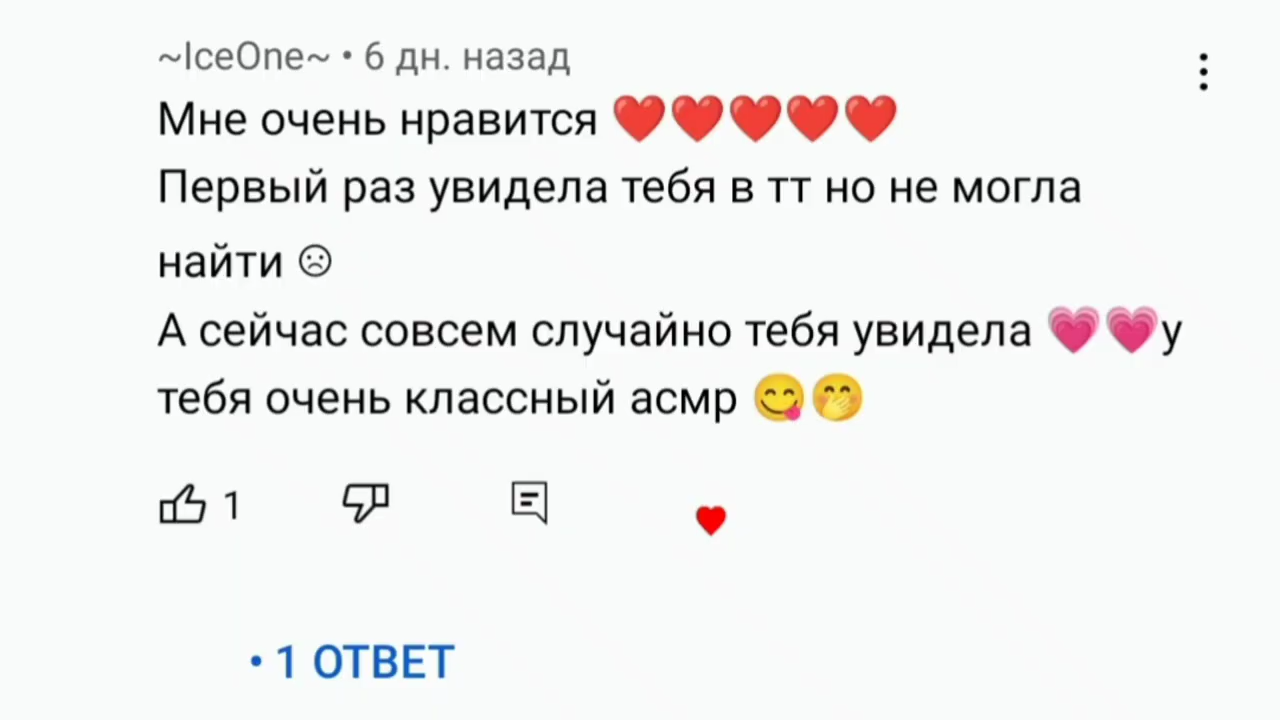 ~IceOne~ • 6 дн. назад
Мне очень нравится ❤️❤️❤️❤️❤️
Первый раз увидела тебя в тт но не могла
найти ☹
А сейчас совсем случайно тебя увидела 💗💗у
тебя очень классный асмр 😋🤭
1
• 1 ОТВЕТ